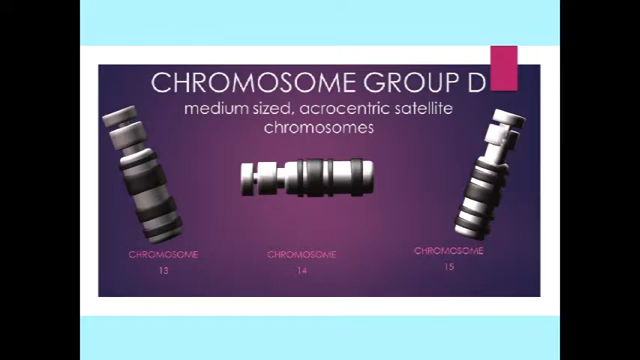 CHROMOSOME GROUP D
medium sized, acrocentric satellite
chromosomes
CHROMOSOME
13
CHROMOSOME
14
CHROMOSOME
15